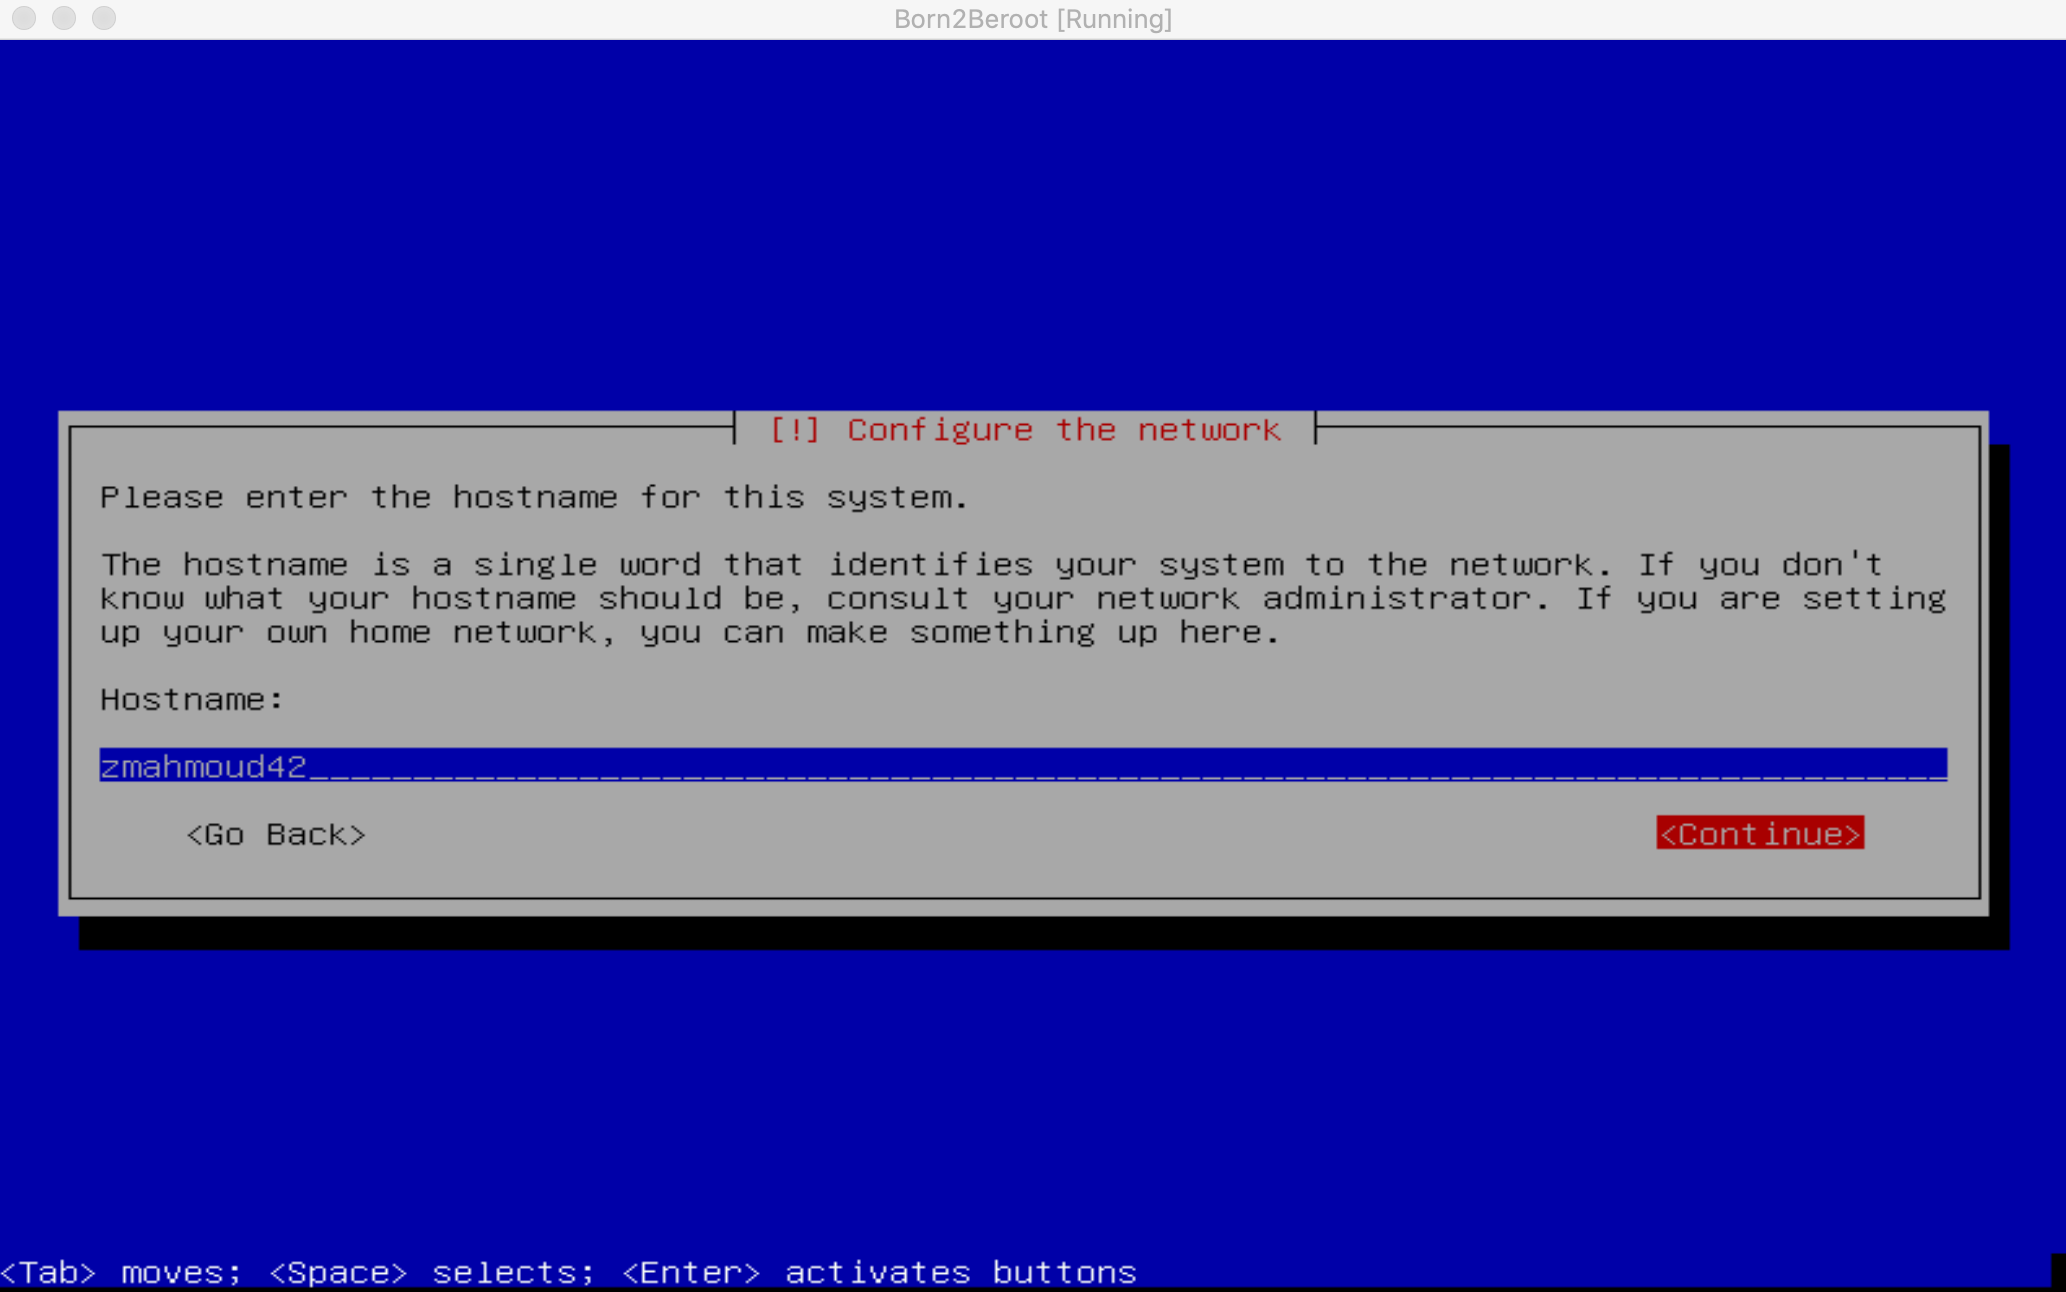 Born2Beroot [Running]
[!] Configure the network
Please enter the hostname for this system.
The hostname is a single word that identifies your system to the network. If you don't
know what your hostname should be, consult your network administrator. If you are setting
up your own home network, you can make something up here.
Hostname:
zmahmoud42
<Go Back> <Continue>
<Tab> moves; <Space> selects; <Enter> activates buttons